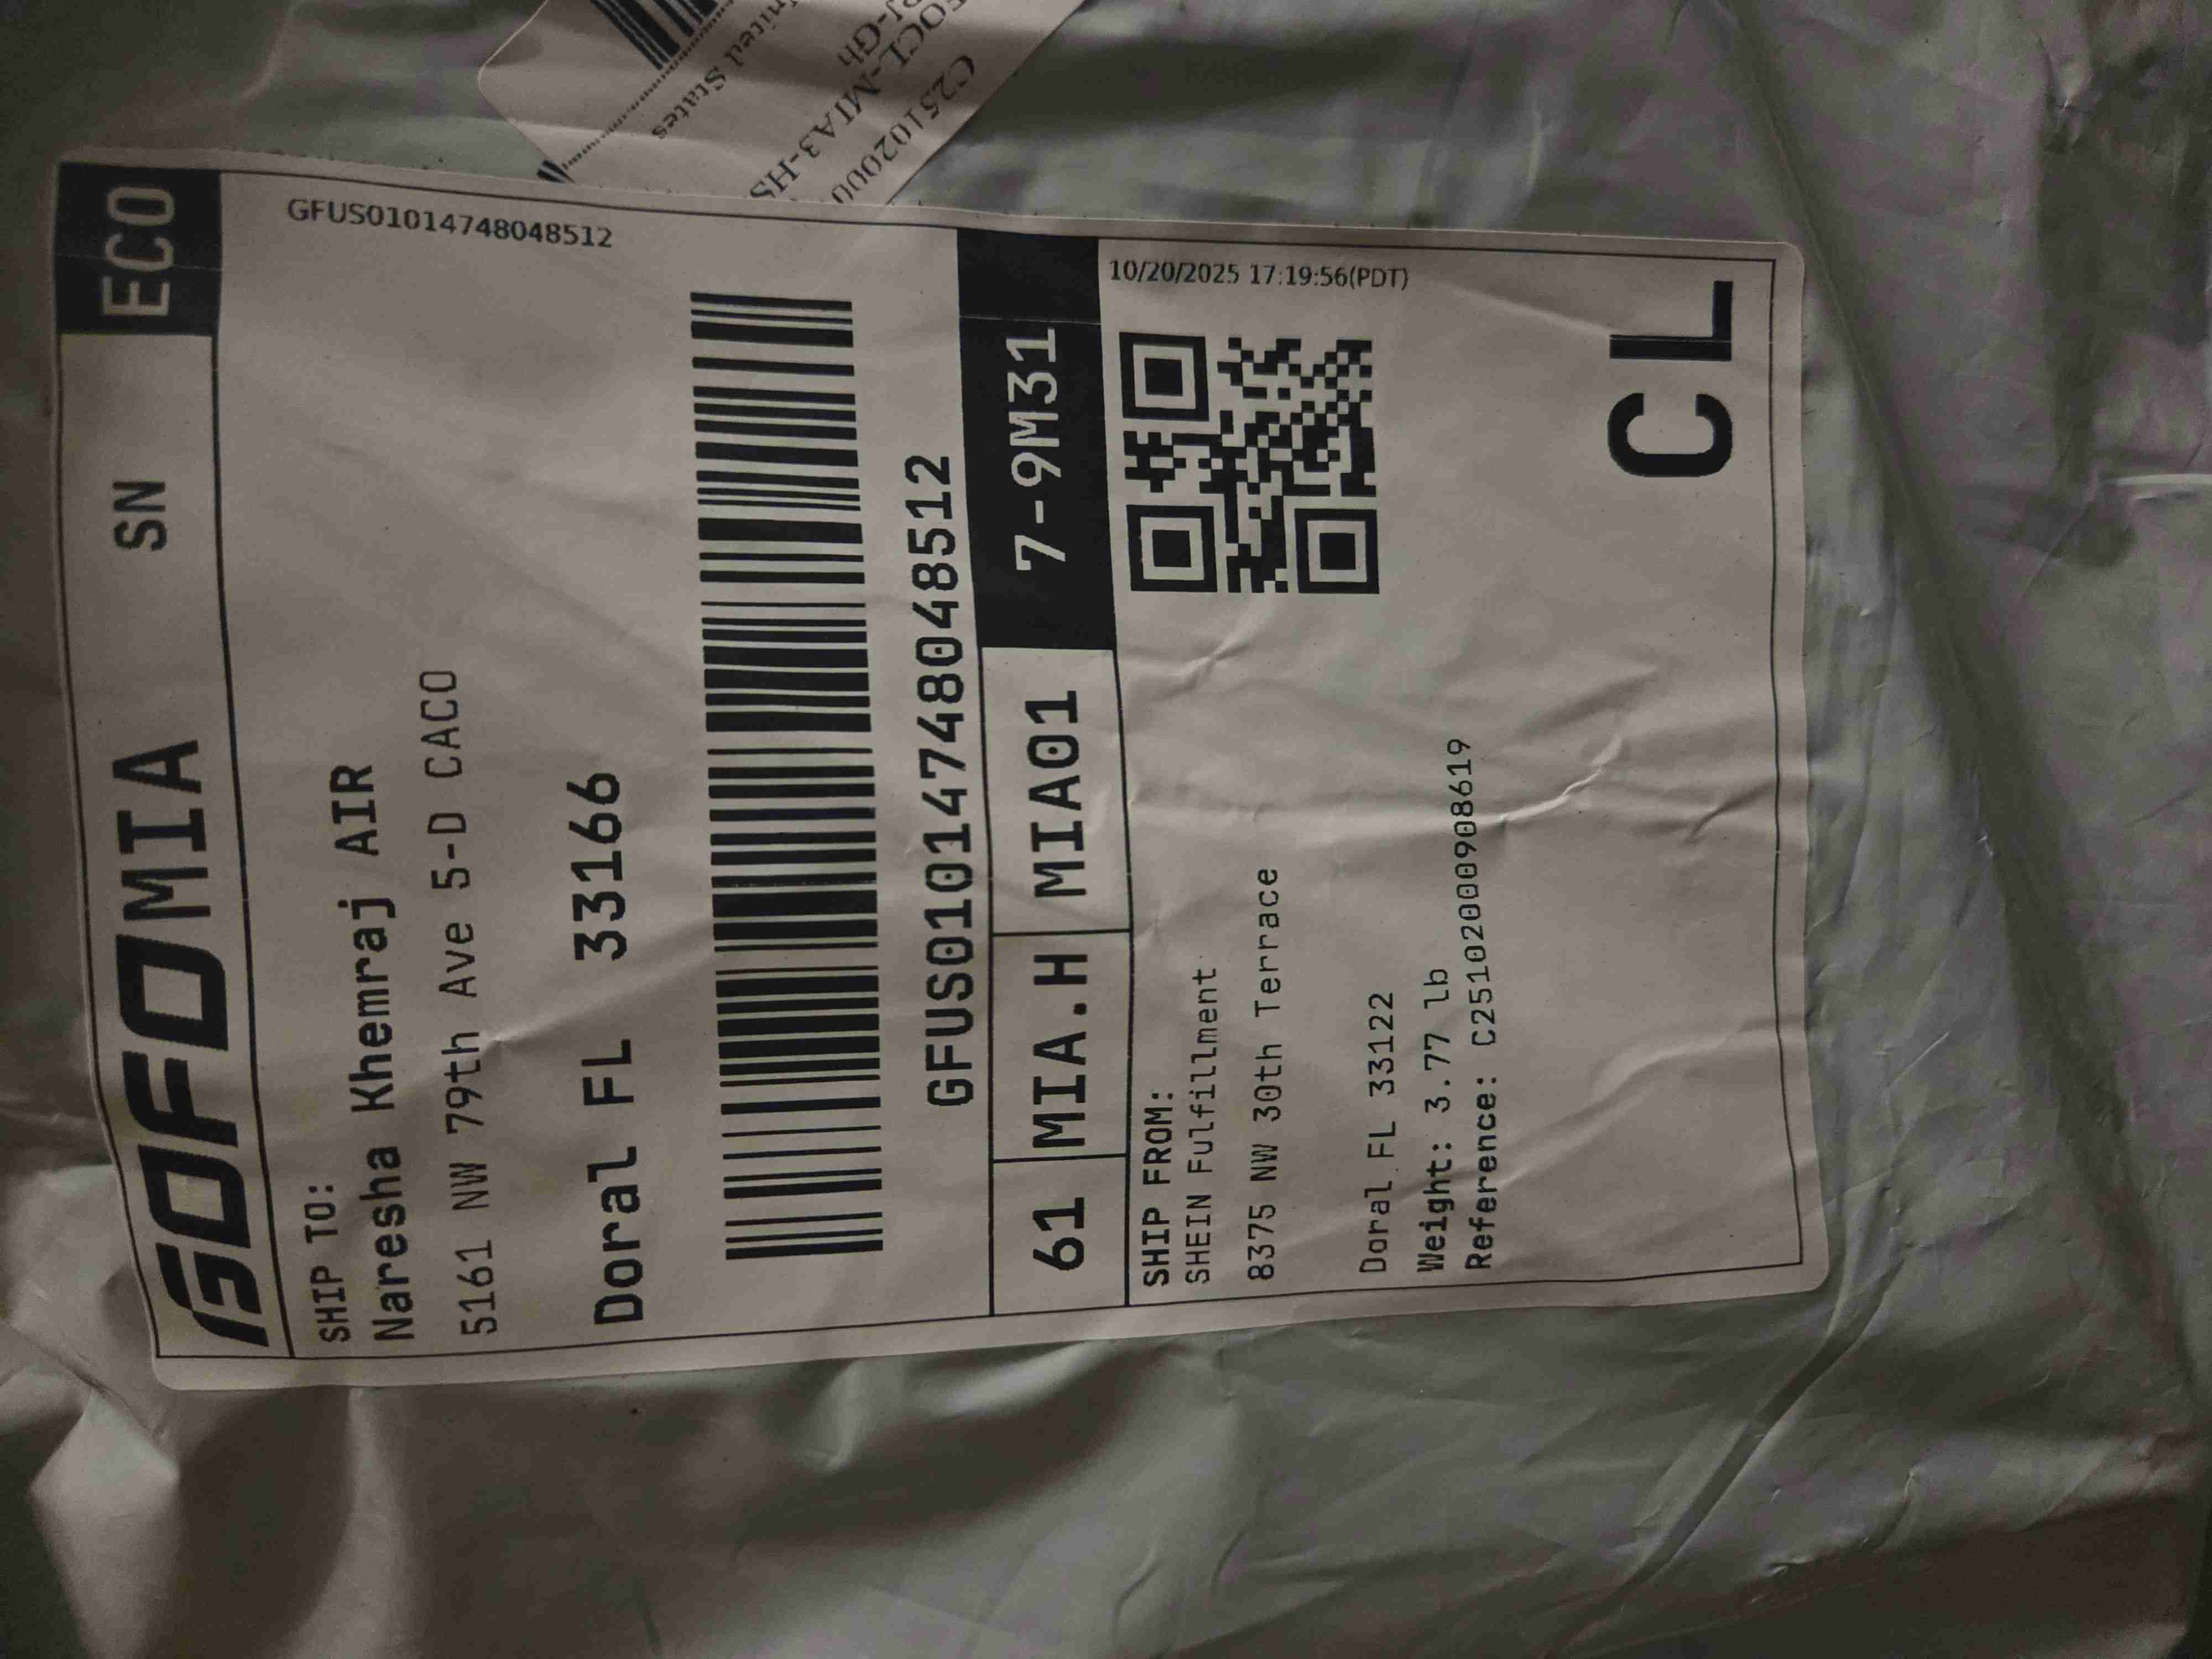 GOFO MIA SN ECO
GFUS01014748048512
SHIP TO:
Naresha Khemraj AIR
5161 NW 79th Ave 5-D CACO
Doral FL 33166
GFUS01014748048512
61 MIA.H MIA01 7-9M31
10/20/2025 17:19:56(PDT)
SHIP FROM:
SHEIN Fulfillment
8375 NW 30th Terrace
Doral FL 33122
Weight: 3.77 lb
Reference: C251020000908619
CL
States